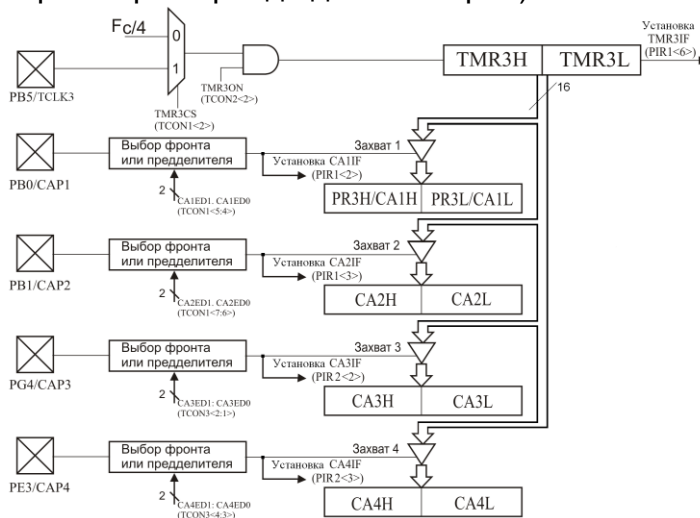 Fc/4
0
1
PB5/TCLK3
TMR3ON
(TCON2<2>)
TMR3CS
(TCON1<2>)
TMR3H
TMR3L
Установка
TMR3IF
(PIR1<6>)
16
PB0/CAP1
Выбор фронта
или предделителя
2
CA1ED1. CA1ED0
(TCON1<5:4>)
Установка CA1IF
(PIR1<2>)
Захват 1
PR3H/CA1H
PR3L/CA1L
PB1/CAP2
Выбор фронта
или предделителя
2
CA2ED1. CA2ED0
(TCON1<7:6>)
Установка CA2IF
(PIR1<3>)
Захват 2
CA2H
CA2L
PG4/CAP3
Выбор фронта
или предделителя
2
CA3ED1: CA3ED0
(TCON3<2:1>)
Установка CA3IF
(PIR2<2>)
Захват 3
CA3H
CA3L
PE3/CAP4
Выбор фронта
или предделителя
2
CA4ED1: CA4ED0
(TCON3<4:3>)
Установка CA4IF
(PIR2<3>)
Захват 4
CA4H
CA4L